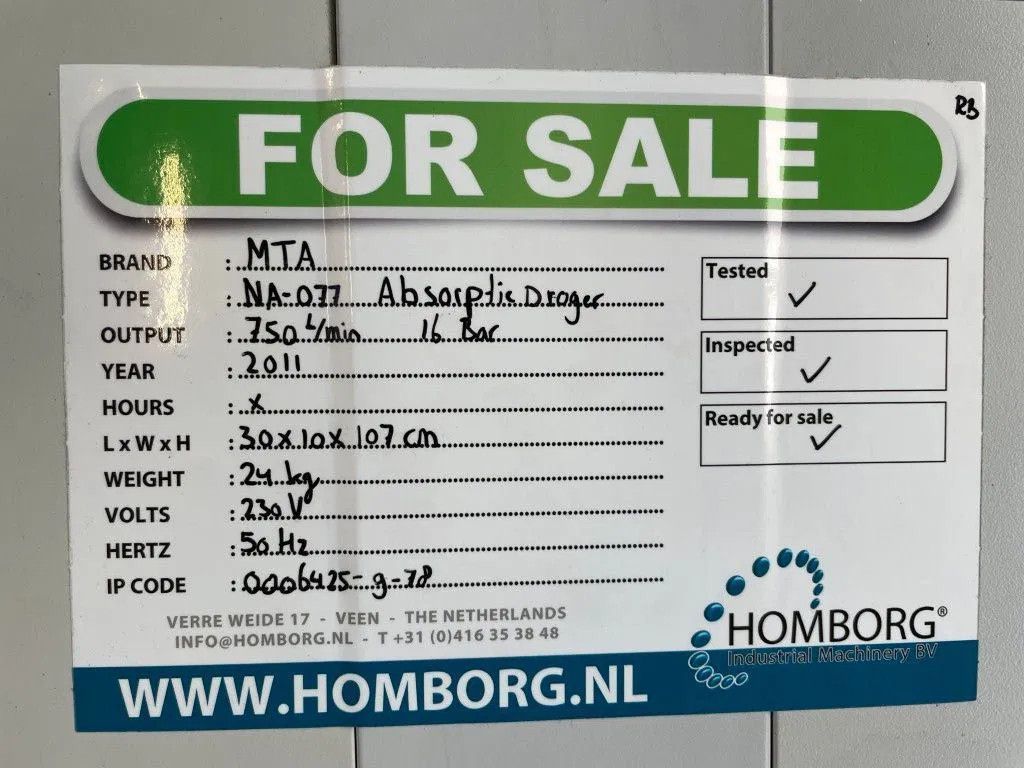 RB
FOR SALE
BRAND : MTA
TYPE : NA-077 Absorptie Droger
OUTPUT : 750 L/min 16 Bar
YEAR : 2011
HOURS : x
L x W x H : 30 x 10 x 107 cm
WEIGHT : 24 kg
VOLTS : 230 V
HERTZ : 50 Hz
IP CODE : 0006425-g-78
Tested ✓
Inspected ✓
Ready for sale ✓
VERRE WEIDE 17 - VEEN - THE NETHERLANDS
INFO@HOMBORG.NL - T +31 (0)416 35 38 48
HOMBORG®
Industrial Machinery BV
WWW.HOMBORG.NL